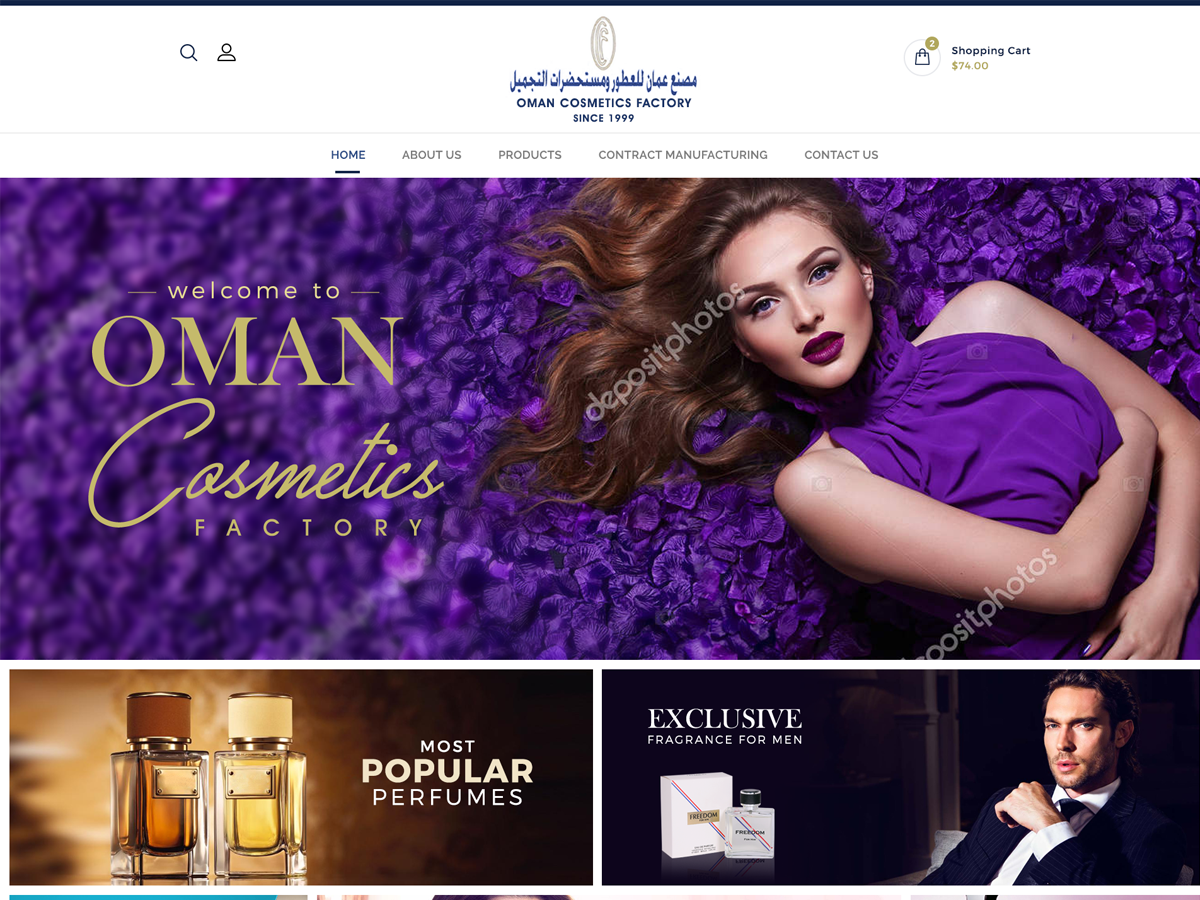 2
Shopping Cart
$74.00
مصنع عمان للعطور ومستحضرات التجميل
OMAN COSMETICS FACTORY
SINCE 1999
HOME
ABOUT US
PRODUCTS
CONTRACT MANUFACTURING
CONTACT US
welcome to
OMAN
Cosmetics
FACTORY
depositphotos
depositphotos
MOST
POPULAR
PERFUMES
EXCLUSIVE
FRAGRANCE FOR MEN
FREEDOM
FREEDOM